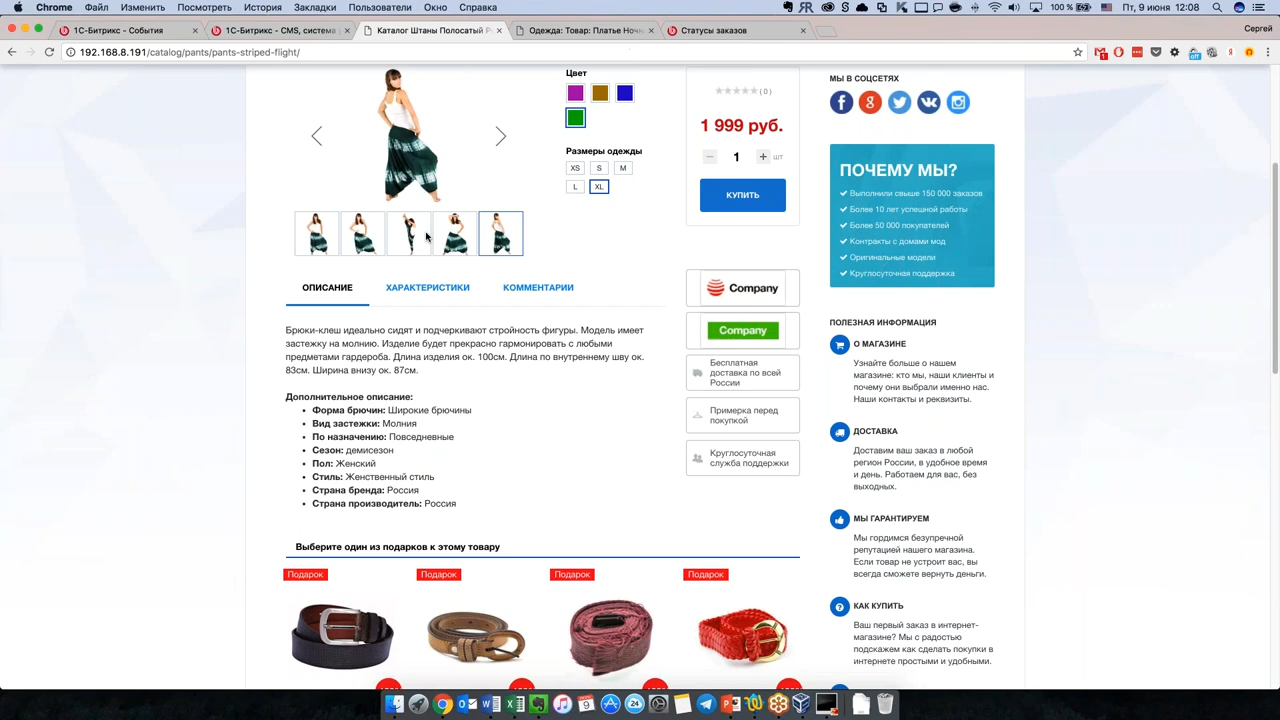 Chrome Файл Изменить Посмотреть История Закладки Пользователи Окно Справка 100 % Пт, 9 июня 12:08
1С-Битрикс - События
1С-Битрикс - CMS, система
Каталог Штаны Полосатый Р
Одежда: Товар: Платье Ночн
Статусы заказов
Сергей
192.168.8.191/catalog/pants/pants-striped-flight/
Цвет
Размеры одежды
XS S M
L XL
( 0 )
1 999 руб.
1 шт
КУПИТЬ
ОПИСАНИЕ ХАРАКТЕРИСТИКИ КОММЕНТАРИИ
Брюки-клеш идеально сидят и подчеркивают стройность фигуры. Модель имеет
застежку на молнию. Изделие будет прекрасно гармонировать с любыми
предметами гардероба. Длина изделия ок. 100см. Длина по внутреннему шву ок.
83см. Ширина внизу ок. 87см.
Дополнительное описание:
• Форма брючин: Широкие брючины
• Вид застежки: Молния
• По назначению: Повседневные
• Сезон: демисезон
• Пол: Женский
• Стиль: Женственный стиль
• Страна бренда: Россия
• Страна производитель: Россия
Company
Company
Бесплатная
доставка по всей
России
Примерка перед
покупкой
Круглосуточная
служба поддержки
Выберите один из подарков к этому товару
Подарок Подарок Подарок Подарок
МЫ В СОЦСЕТЯХ
ПОЧЕМУ МЫ?
Выполнили свыше 150 000 заказов
Более 10 лет успешной работы
Более 50 000 покупателей
Контракты с домами мод
Оригинальные модели
Круглосуточная поддержка
ПОЛЕЗНАЯ ИНФОРМАЦИЯ
О МАГАЗИНЕ
Узнайте больше о нашем
магазине: кто мы, наши клиенты и
почему они выбрали именно нас.
Наши контакты и реквизиты.
ДОСТАВКА
Доставим ваш заказ в любой
регион России, в удобное время
и день. Работаем для вас, без
выходных.
МЫ ГАРАНТИРУЕМ
Мы гордимся безупречной
репутацией нашего магазина.
Если товар не устроит вас, вы
всегда сможете вернуть деньги.
КАК КУПИТЬ
Ваш первый заказ в интернет-
магазине? Мы с радостью
подскажем как сделать покупки в
интернете простыми и удобными.